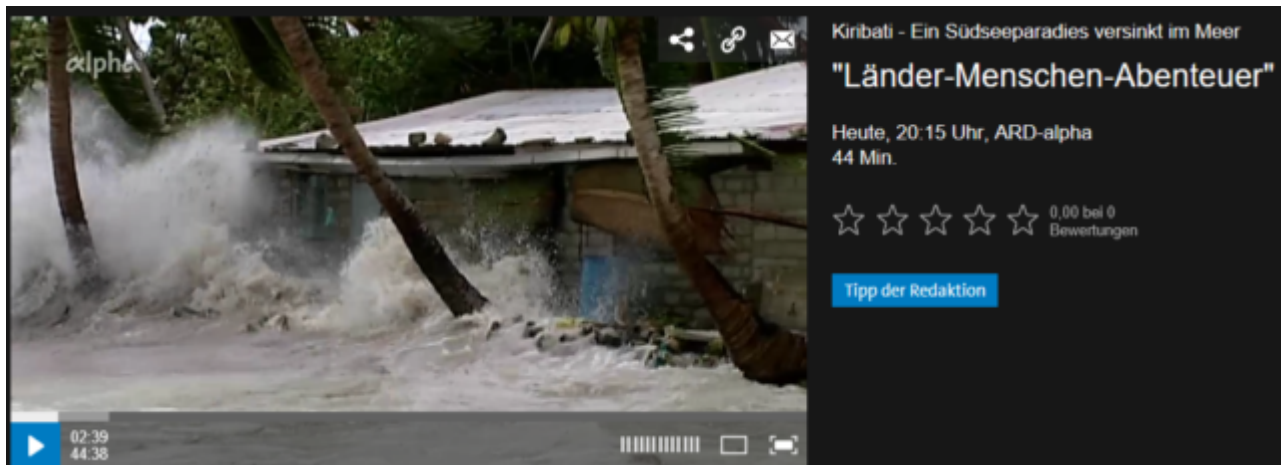 αlpha
02:39
44:38
Kiribati - Ein Südseeparadies versinkt im Meer
"Länder-Menschen-Abenteuer"
Heute, 20:15 Uhr, ARD-alpha
44 Min.
0,00 bei 0
Bewertungen
Tipp der Redaktion